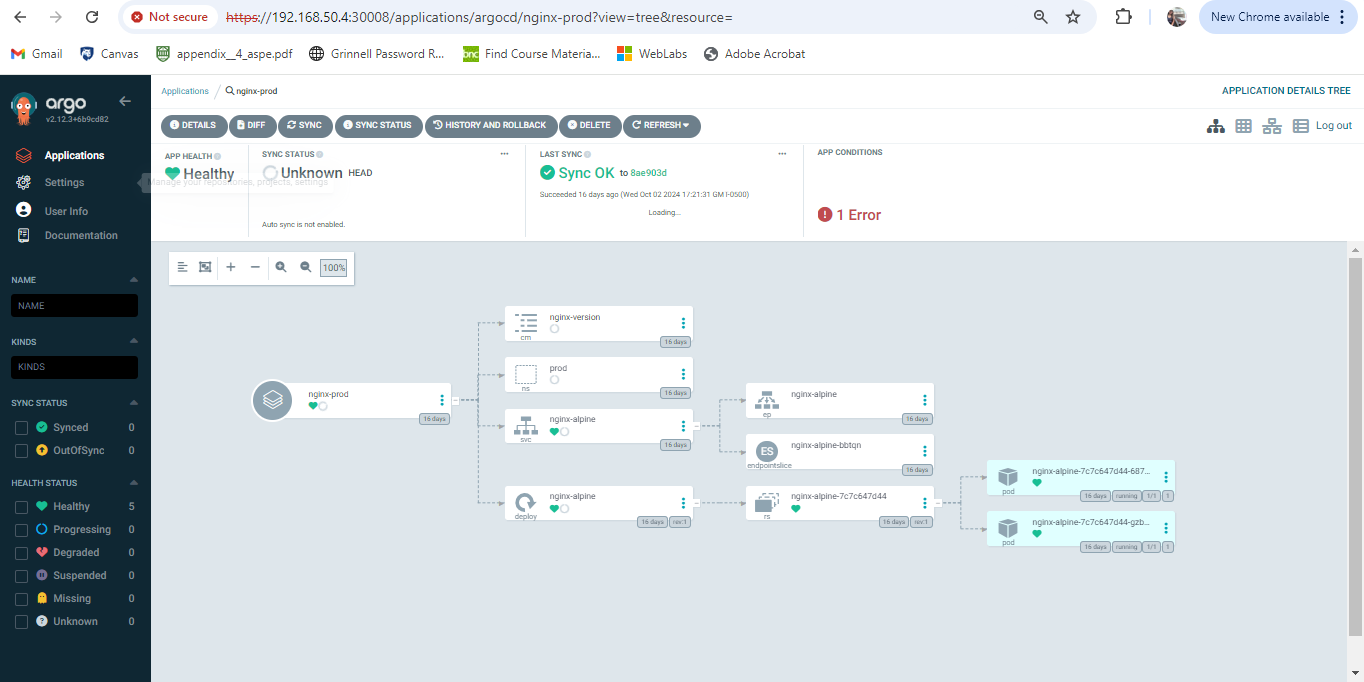 Not secure
https://192.168.50.4:30008/applications/argocd/nginx-prod?view=tree&resource=
New Chrome available
Gmail
Canvas
appendix__4_aspe.pdf
Grinnell Password R...
bnc
Find Course Materia...
WebLabs
Adobe Acrobat
argo
v2.12.3+6b9cd82
Applications
Settings
User Info
Documentation
NAME
NAME
KINDS
KINDS
SYNC STATUS
Synced 0
OutOfSync 0
HEALTH STATUS
Healthy 5
Progressing 0
Degraded 0
Suspended 0
Missing 0
Unknown 0
Applications / nginx-prod
APPLICATION DETAILS TREE
DETAILS
DIFF
SYNC
SYNC STATUS
HISTORY AND ROLLBACK
DELETE
REFRESH
Log out
APP HEALTH
Healthy
Manage your repositories, projects, settings
SYNC STATUS
Unknown HEAD
Auto sync is not enabled.
LAST SYNC
Sync OK to 8ae903d
Succeeded 16 days ago (Wed Oct 02 2024 17:21:31 GMT-0500)
Loading...
APP CONDITIONS
1 Error
100%
nginx-prod
16 days
nginx-version
cm
16 days
prod
ns
16 days
nginx-alpine
svc
16 days
nginx-alpine
deploy
16 days rev:1
nginx-alpine
ep
16 days
ES
nginx-alpine-bbtqn
endpointslice
16 days
nginx-alpine-7c7c647d44
rs
16 days rev:1
nginx-alpine-7c7c647d44-687...
pod
16 days running 1/1 1
nginx-alpine-7c7c647d44-gzb...
pod
16 days running 1/1 1